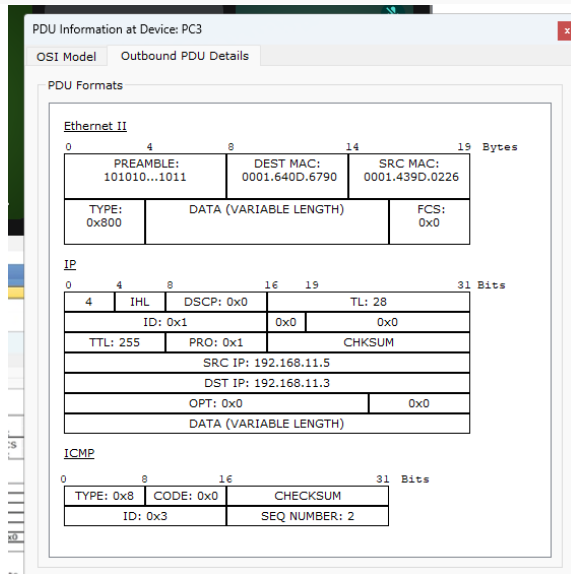 PDU Information at Device: PC3
x
OSI Model Outbound PDU Details
PDU Formats
Ethernet II
0 4 8 14 19 Bytes
PREAMBLE: DEST MAC: SRC MAC:
101010...1011 0001.640D.6790 0001.439D.0226
TYPE: DATA (VARIABLE LENGTH) FCS:
0x800 0x0
IP
0 4 8 16 19 31 Bits
4 IHL DSCP: 0x0 TL: 28
ID: 0x1 0x0 0x0
TTL: 255 PRO: 0x1 CHKSUM
SRC IP: 192.168.11.5
DST IP: 192.168.11.3
OPT: 0x0 0x0
DATA (VARIABLE LENGTH)
ICMP
0 8 16 31 Bits
TYPE: 0x8 CODE: 0x0 CHECKSUM
ID: 0x3 SEQ NUMBER: 2